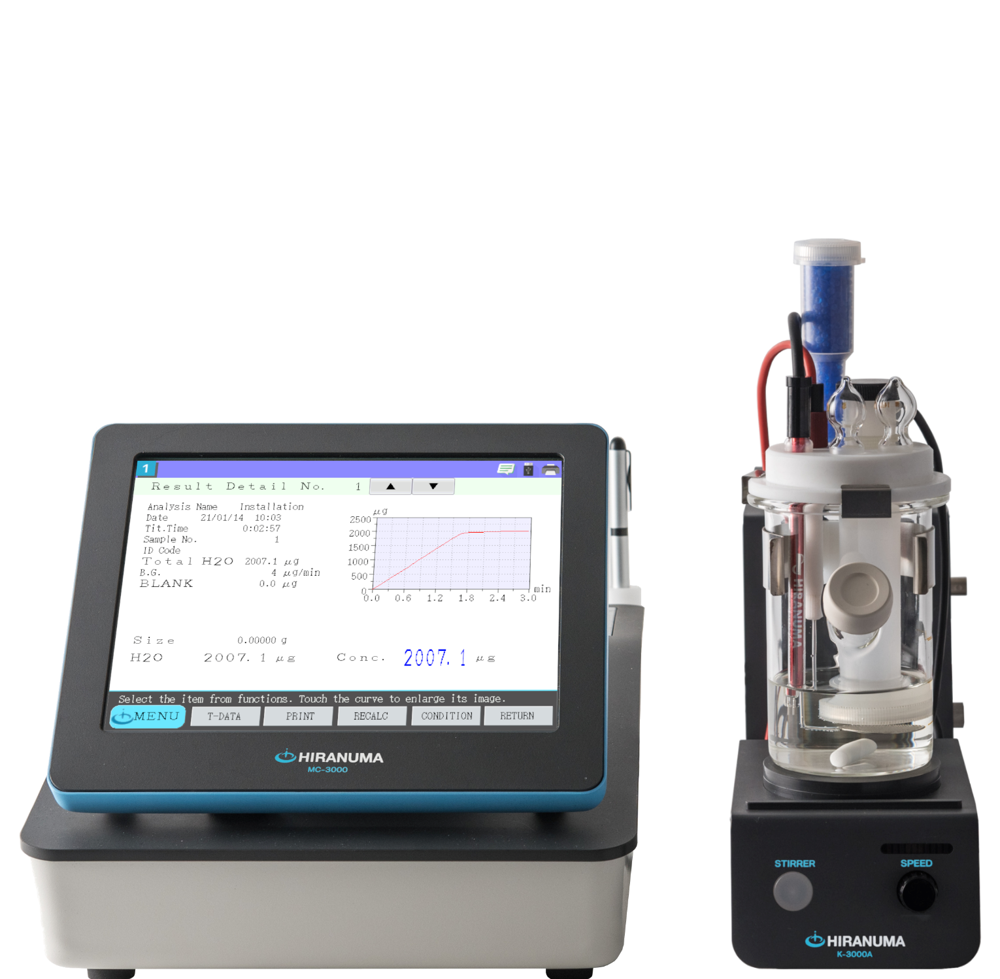 1
Result Detail No. 1 ▲ ▼
Analysis Name Installation
Date 21/01/14 10:03
Tit.Time 0:02:57
Sample No. 1
ID Code
Total H2O 2007.1 μg
B.G. 4 μg/min
BLANK 0.0 μg
μg
2500
2000
1500
1000
500
0
0.0 0.6 1.2 1.8 2.4 3.0 min
Size 0.00000 g
H2O 2007.1 μg Conc. 2007.1 μg
Select the item from functions. Touch the curve to enlarge its image.
MENU T-DATA PRINT RECALC CONDITION RETURN
HIRANUMA
MC-3000
HIRANUMA
STIRRER SPEED
HIRANUMA
K-3000A